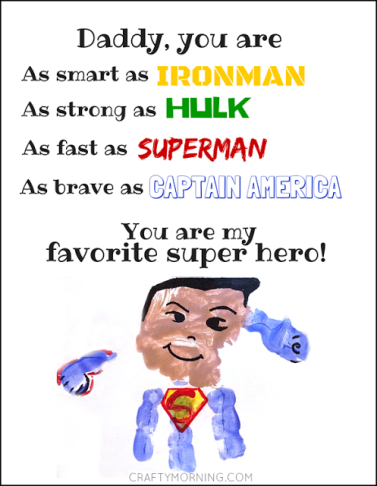 Daddy, you are
As smart as IRONMAN
As strong as HULK
As fast as SUPERMAN
As brave as CAPTAIN AMERICA
You are my
favorite super hero!
S
CRAFTYMORNING.COM